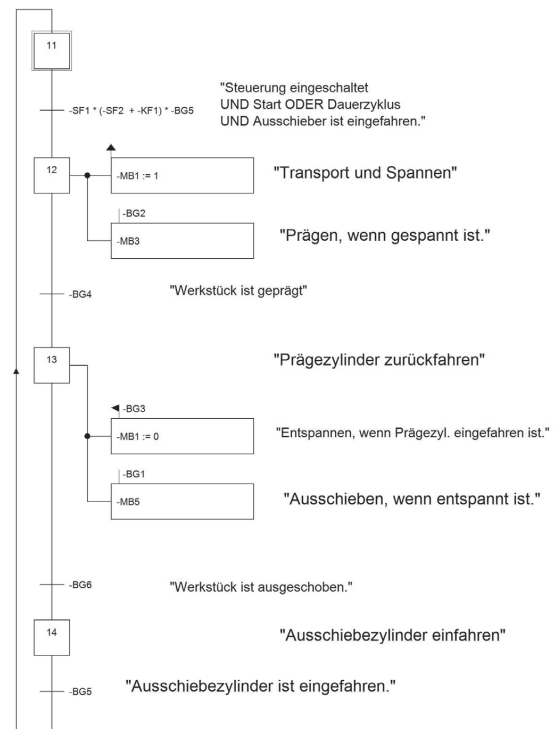 11
-SF1 * (-SF2 + -KF1) * -BG5
"Steuerung eingeschaltet
UND Start ODER Dauerzyklus
UND Ausschieber ist eingefahren."
12
-MB1 := 1
"Transport und Spannen"
-BG2
-MB3
"Prägen, wenn gespannt ist."
-BG4
"Werkstück ist geprägt"
13
"Prägezylinder zurückfahren"
-BG3
-MB1 := 0
"Entspannen, wenn Prägezyl. eingefahren ist."
-BG1
-MB5
"Ausschieben, wenn entspannt ist."
-BG6
"Werkstück ist ausgeschoben."
14
"Ausschiebezylinder einfahren"
-BG5
"Ausschiebezylinder ist eingefahren."